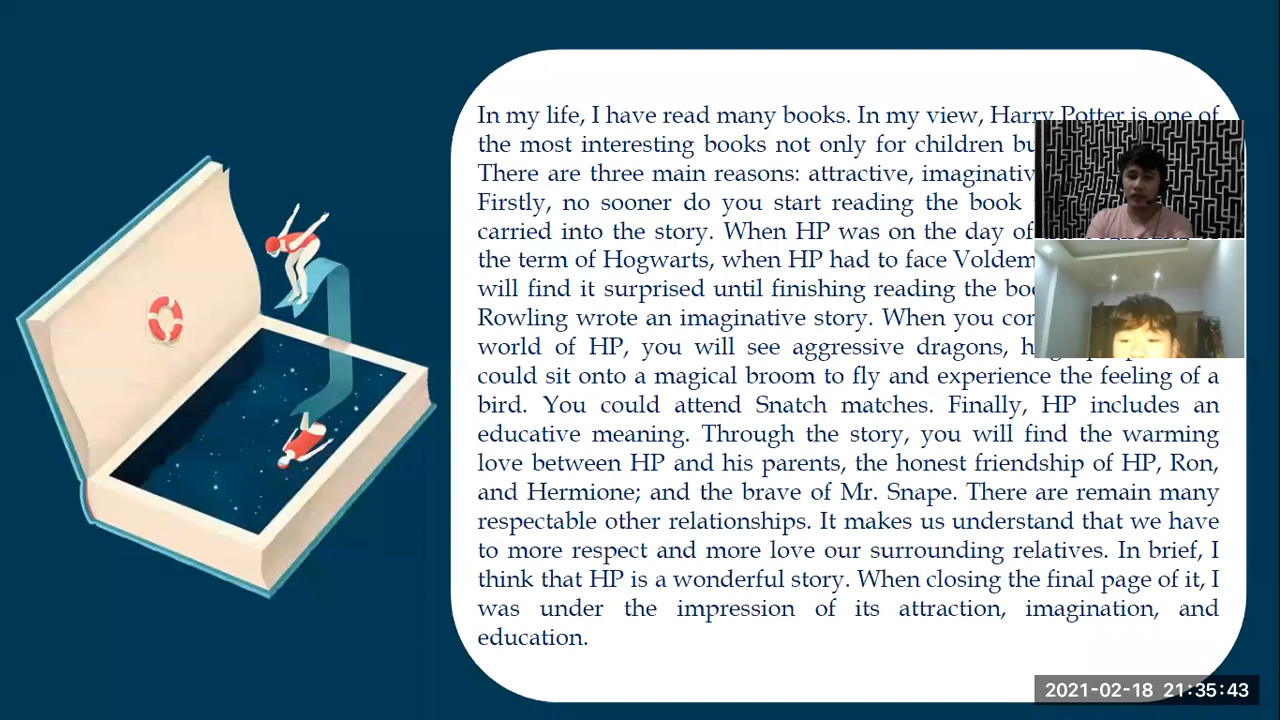 In my life, I have read many books. In my view, Harry Potter is one of
the most interesting books not only for children
There are three main reasons: attractive,
Firstly, no sooner do you start reading the book
carried into the story. When HP was on the day of
the term of Hogwarts, when HP had to face
will find it surprised until finishing reading the
Rowling wrote an imaginative story. When you
world of HP, you will see aggressive dragons,
could sit onto a magical broom to fly and experience the feeling of a
bird. You could attend Snatch matches. Finally, HP includes an
educative meaning. Through the story, you will find the warming
love between HP and his parents, the honest friendship of HP, Ron,
and Hermione; and the brave of Mr. Snape. There are remain many
respectable other relationships. It makes us understand that we have
to more respect and more love our surrounding relatives. In brief, I
think that HP is a wonderful story. When closing the final page of it, I
was under the impression of its attraction, imagination, and
education.
2021-02-18 21:35:43